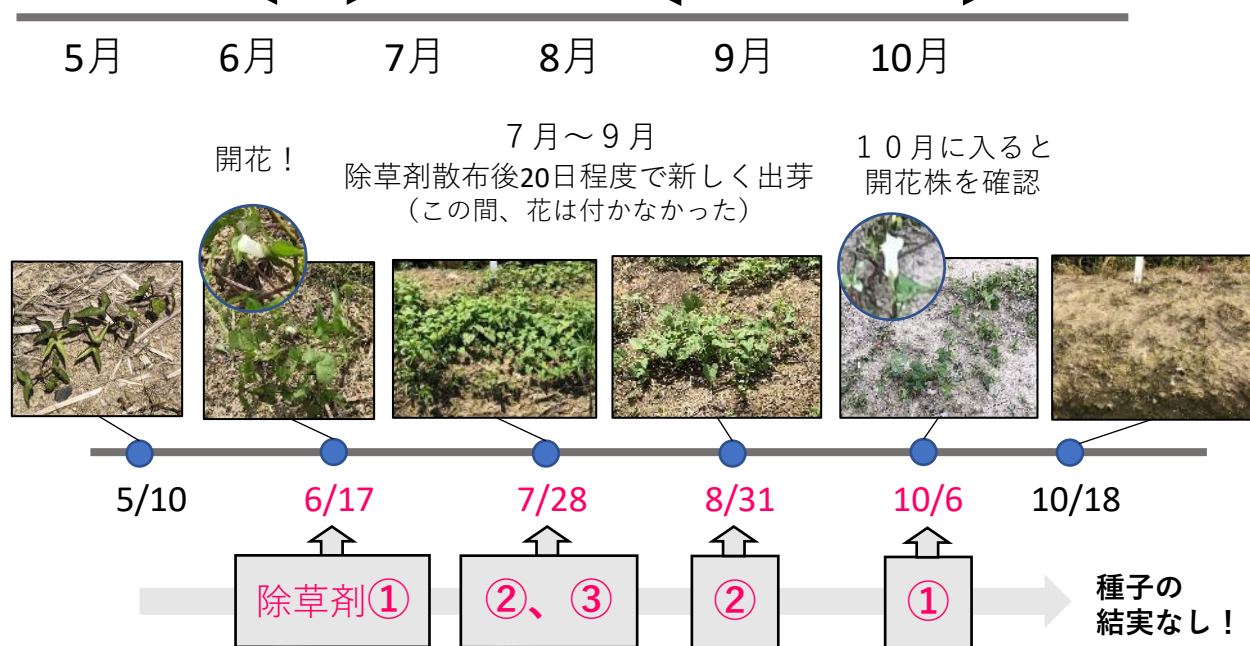 5月 6月 7月 8月 9月 10月
開花！
７月～９月
除草剤散布後20日程度で新しく出芽
（この間、花は付かなかった）
１０月に入ると
開花株を確認
5/10 6/17 7/28 8/31 10/6 10/18
除草剤① ②、③ ② ①
種子の
結実なし！